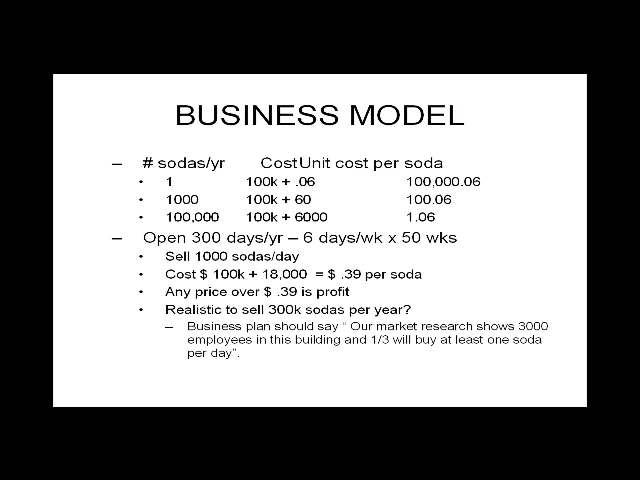 BUSINESS MODEL
– # sodas/yr CostUnit cost per soda
• 1 100k + .06 100,000.06
• 1000 100k + 60 100.06
• 100,000 100k + 6000 1.06
– Open 300 days/yr – 6 days/wk x 50 wks
• Sell 1000 sodas/day
• Cost $ 100k + 18,000 = $ .39 per soda
• Any price over $ .39 is profit
• Realistic to sell 300k sodas per year?
– Business plan should say “ Our market research shows 3000
employees in this building and 1/3 will buy at least one soda
per day”.